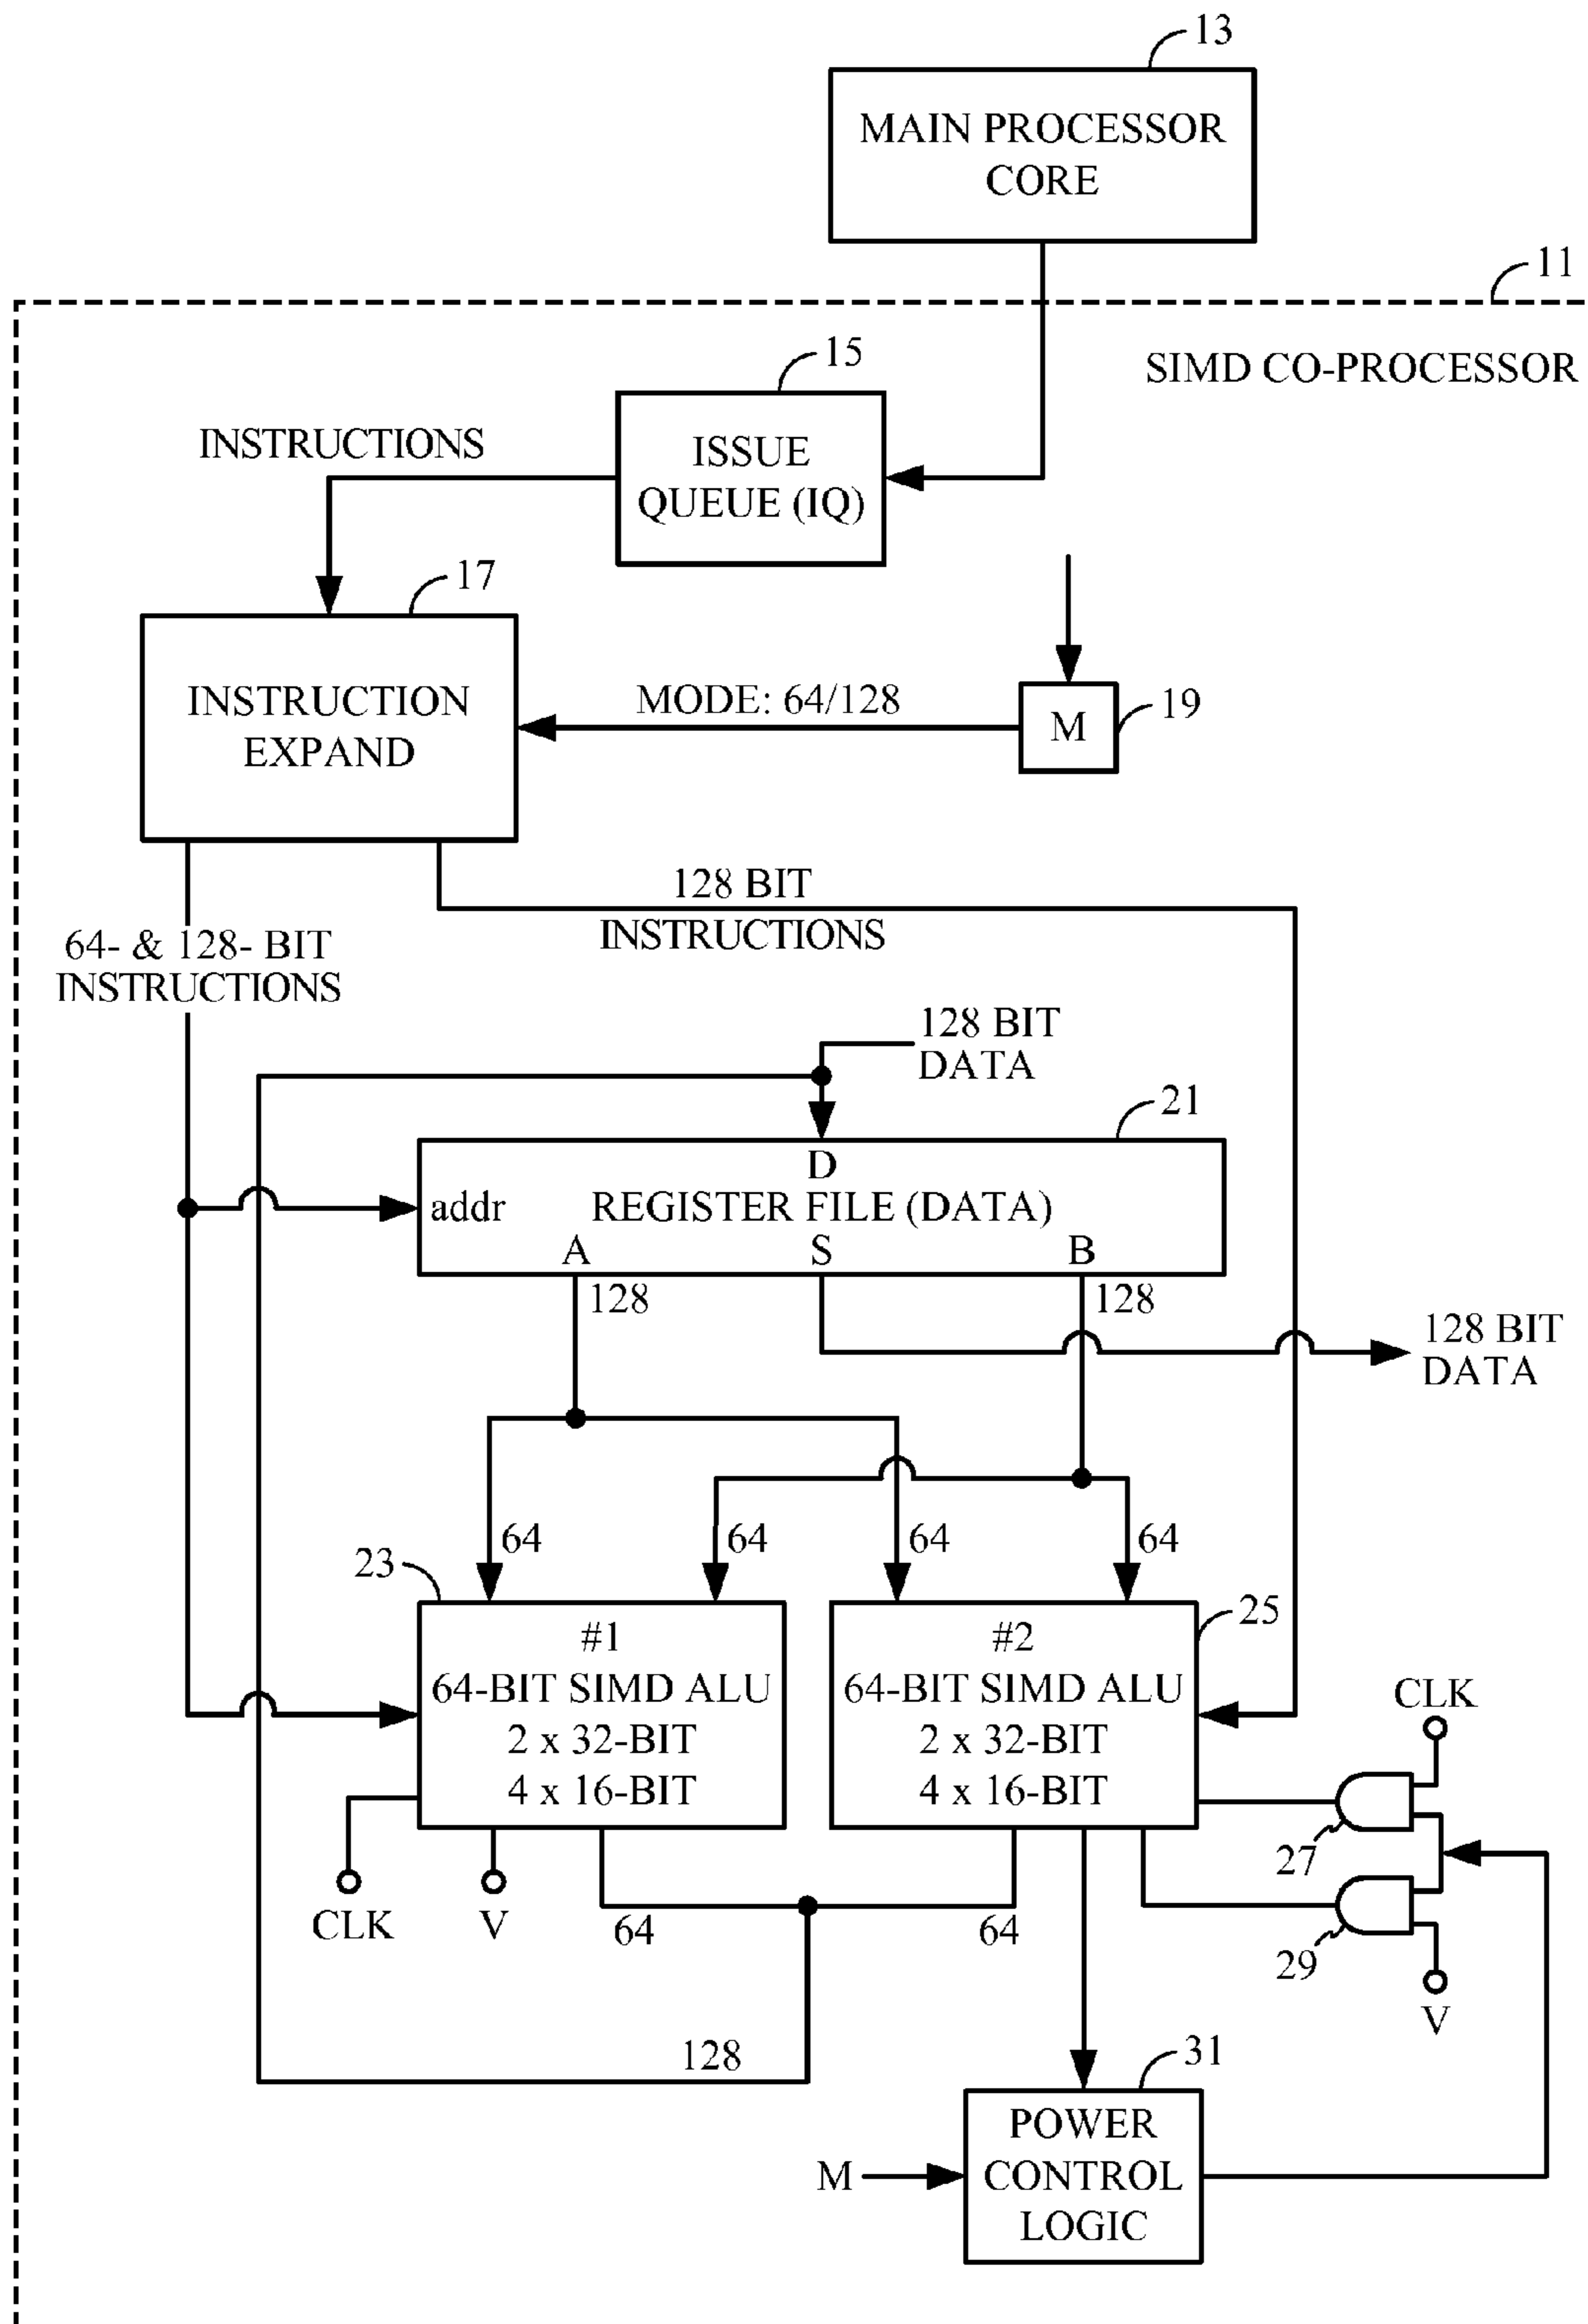 13
MAIN PROCESSOR
CORE
11
SIMD CO-PROCESSOR
15
ISSUE
QUEUE (IQ)
INSTRUCTIONS
17
INSTRUCTION
EXPAND
MODE: 64/128
M
19
128 BIT
INSTRUCTIONS
64- & 128- BIT
INSTRUCTIONS
128 BIT
DATA
21
D
addr
REGISTER FILE (DATA)
A
S
B
128
128
128 BIT
DATA
64
64
64
64
23
#1
64-BIT SIMD ALU
2 x 32-BIT
4 x 16-BIT
25
#2
64-BIT SIMD ALU
2 x 32-BIT
4 x 16-BIT
CLK
27
29
V
CLK
V
64
64
128
31
POWER
CONTROL
LOGIC
M